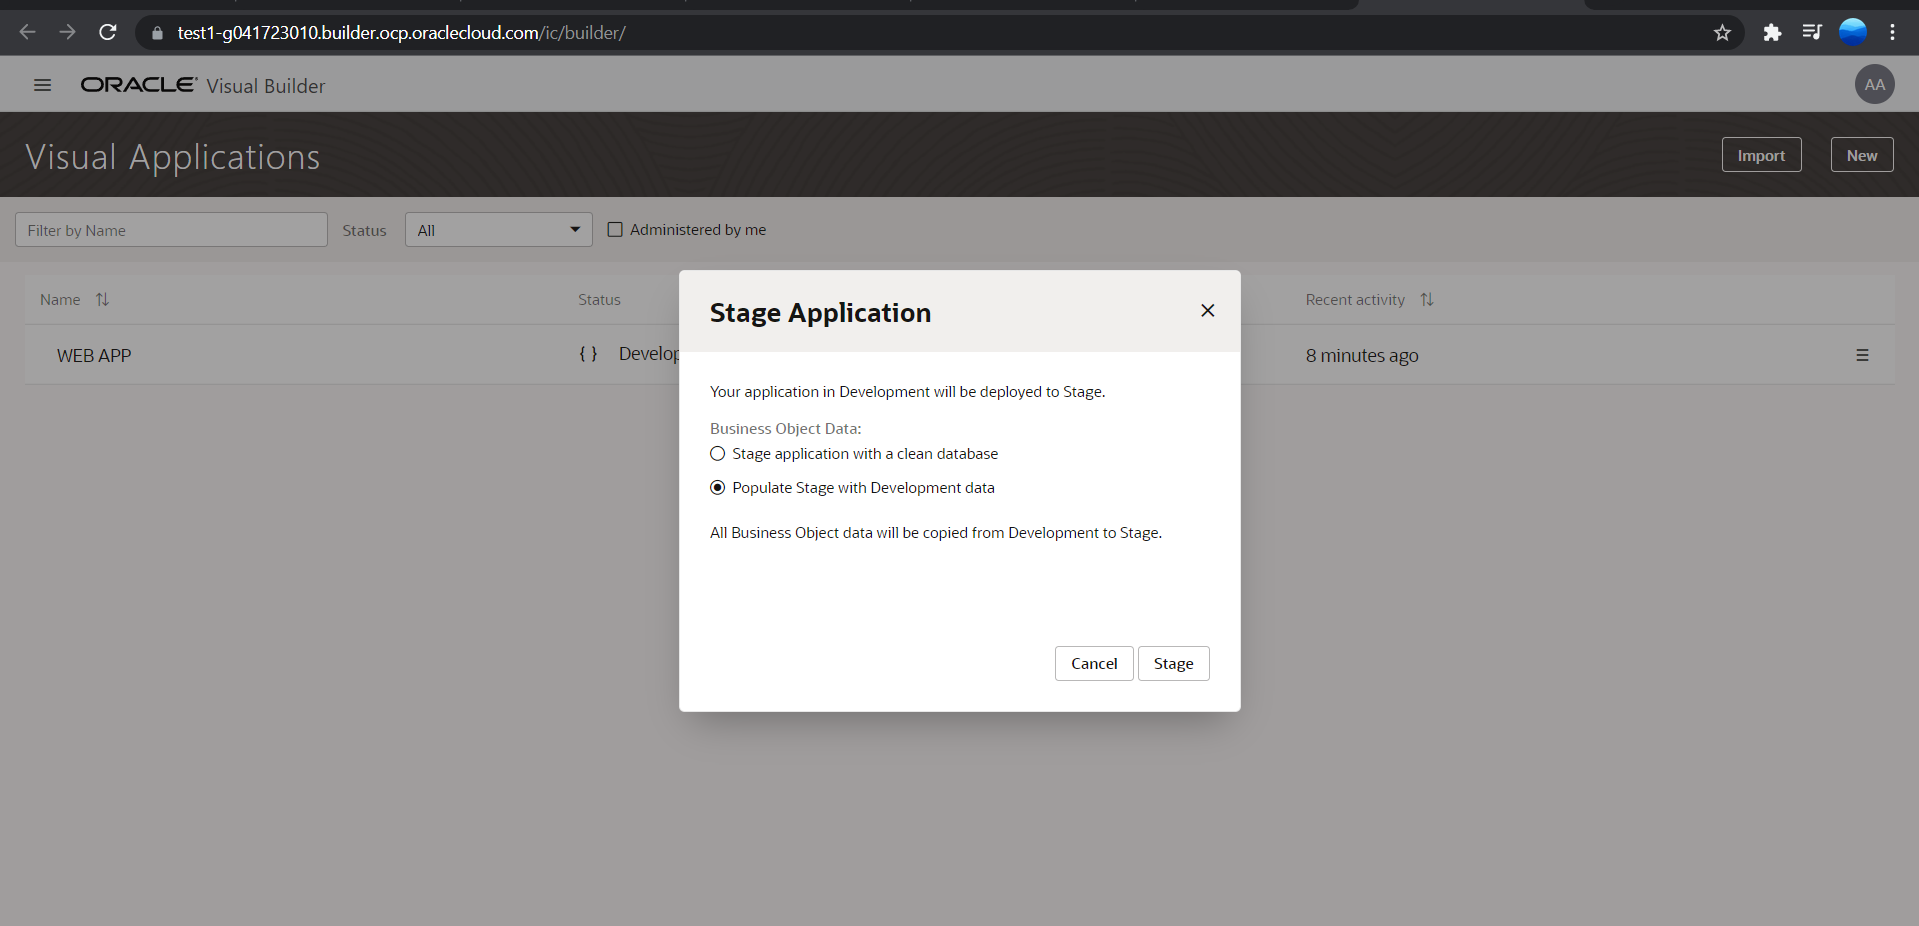 test1-g041723010.builder.ocp.oraclecloud.com/ic/builder/
ORACLE Visual Builder
AA
Visual Applications
Import
New
Filter by Name
Status
All
Administered by me
Name
Status
Recent activity
WEB APP
{ }
Develop
8 minutes ago
Stage Application
Your application in Development will be deployed to Stage.
Business Object Data:
Stage application with a clean database
Populate Stage with Development data
All Business Object data will be copied from Development to Stage.
Cancel
Stage